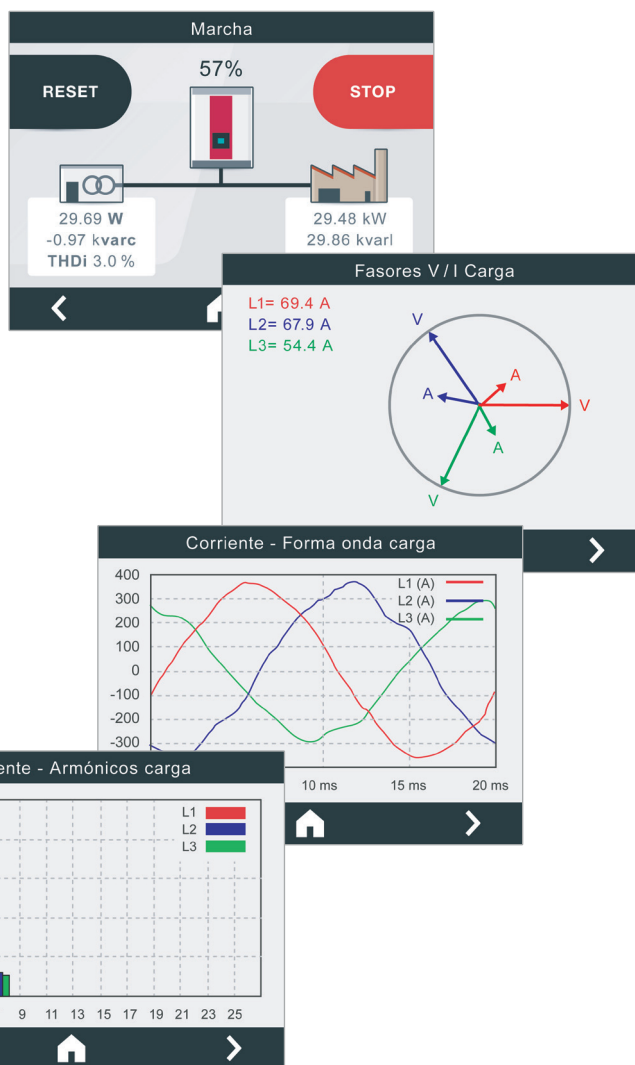 Marcha
57%
RESET
STOP
29.69 W
-0.97 kvarc
THDi 3.0 %
29.48 kW
29.86 kvarl
Fasores V / I Carga
L1= 69.4 A
L2= 67.9 A
L3= 54.4 A
V
A
A
V
A
V
Corriente - Forma onda carga
400
300
200
100
0
-100
-200
-300
L1 (A)
L2 (A)
L3 (A)
10 ms 15 ms 20 ms
ente - Armónicos carga
L1
L2
L3
9 11 13 15 17 19 21 23 25